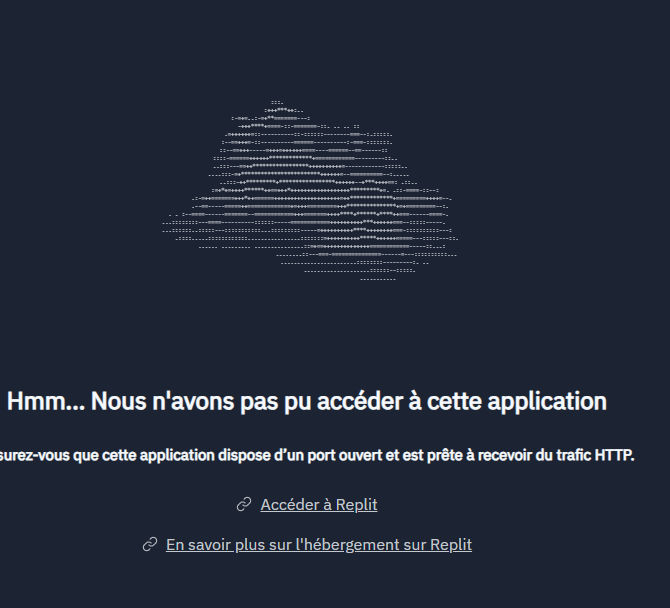 Hmm... Nous n'avons pas pu accéder à cette application
surez-vous que cette application dispose d’un port ouvert et est prête à recevoir du trafic HTTP.
Accéder à Replit
En savoir plus sur l'hébergement sur Replit